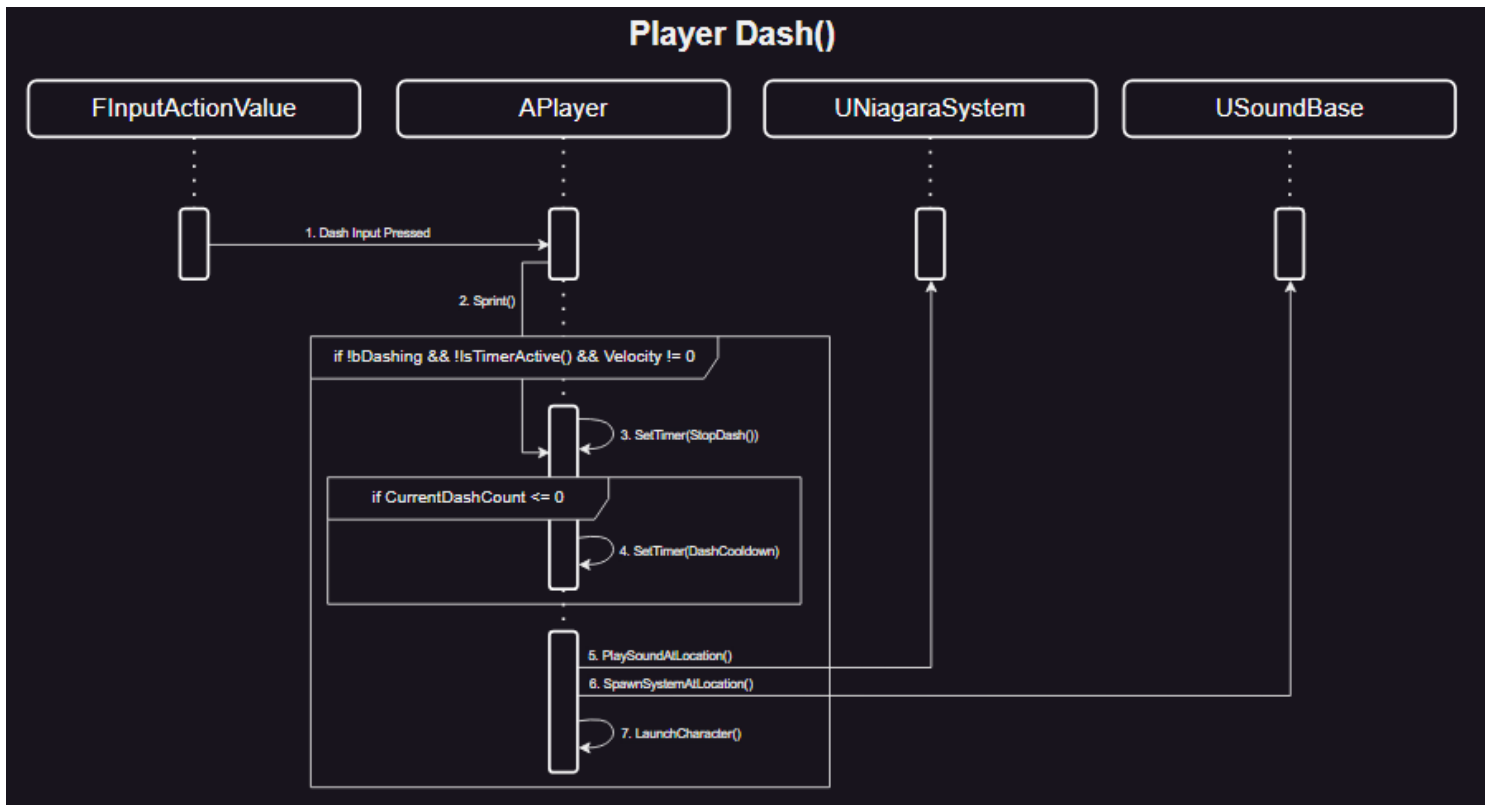 Player Dash()
FInputActionValue
APlayer
UNiagaraSystem
USoundBase
1. Dash Input Pressed
2. Sprint()
if !bDashing && !IsTimerActive() && Velocity != 0
3. SetTimer(StopDash())
if CurrentDashCount <= 0
4. SetTimer(DashCooldown)
5. PlaySoundAtLocation()
6. SpawnSystemAtLocation()
7. LaunchCharacter()